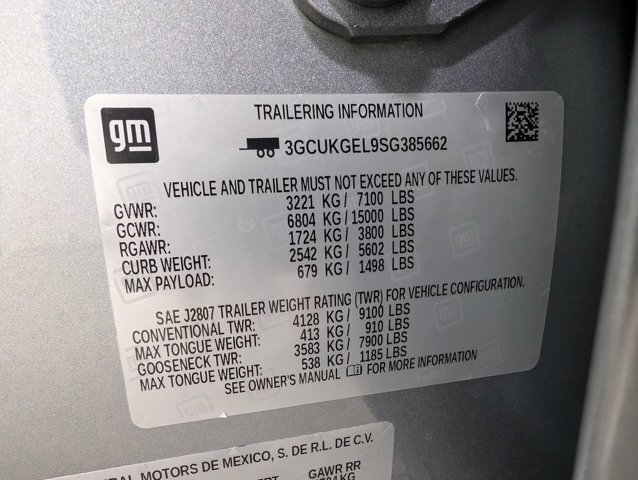 gm
TRAILERING INFORMATION
3GCUKGEL9SG385662
VEHICLE AND TRAILER MUST NOT EXCEED ANY OF THESE VALUES.
GVWR: 3221 KG / 7100 LBS
GCWR: 6804 KG / 15000 LBS
RGAWR: 1724 KG / 3800 LBS
CURB WEIGHT: 2542 KG / 5602 LBS
MAX PAYLOAD: 679 KG / 1498 LBS
SAE J2807 TRAILER WEIGHT RATING (TWR) FOR VEHICLE CONFIGURATION.
CONVENTIONAL TWR: 4128 KG / 9100 LBS
MAX TONGUE WEIGHT: 413 KG / 910 LBS
GOOSENECK TWR: 3583 KG / 7900 LBS
MAX TONGUE WEIGHT: 538 KG / 1185 LBS
SEE OWNER'S MANUAL FOR MORE INFORMATION
MOTORS DE MEXICO, S. DE R.L. DE C.V.
GAWR RR